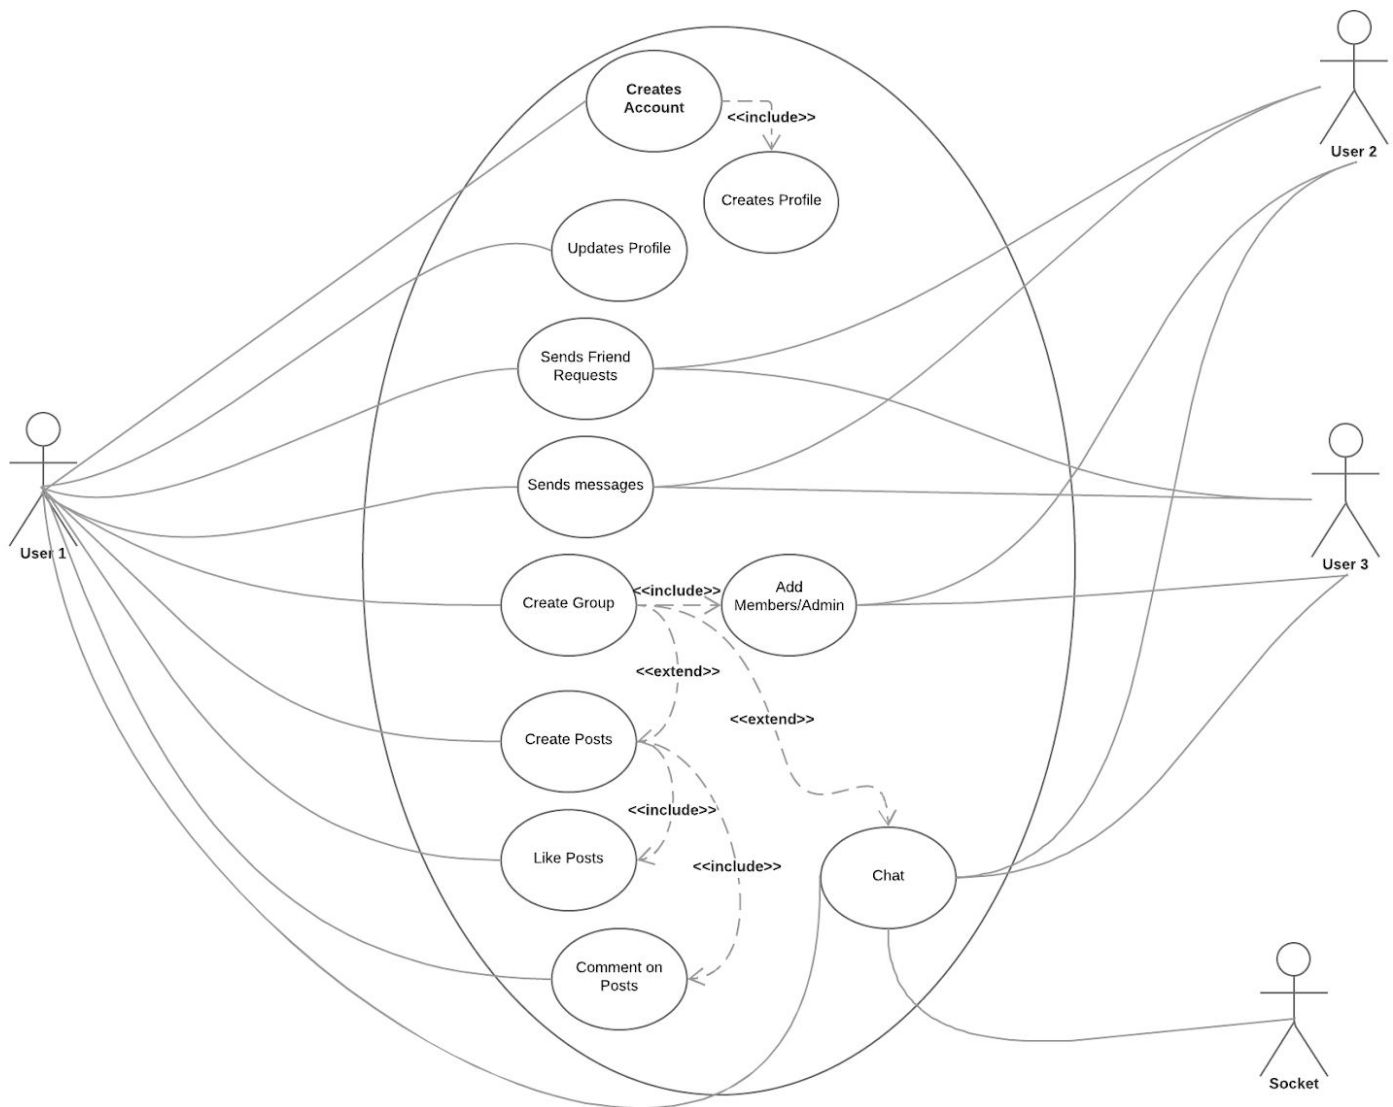 Creates
Account
<<include>>
User 2
Creates Profile
Updates Profile
Sends Friend
Requests
Sends messages
User 1
User 3
Create Group
<<include>>
Add
Members/Admin
<<extend>>
<<extend>>
Create Posts
<<include>>
Like Posts
<<include>>
Chat
Comment on
Posts
Socket